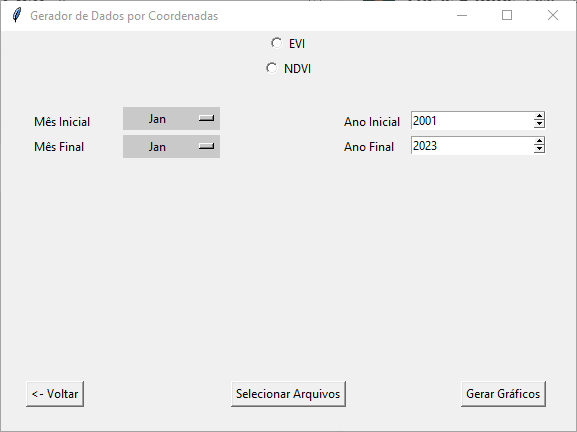 Gerador de Dados por Coordenadas
EVI
NDVI
Mês Inicial Jan Ano Inicial 2001
Mês Final Jan Ano Final 2023
<- Voltar Selecionar Arquivos Gerar Gráficos